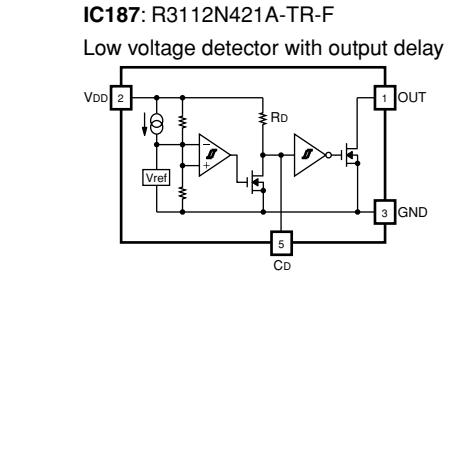 IC187: R3112N421A-TR-F
Low voltage detector with output delay
VDD 2
1 OUT
RD
Vref
3 GND
5
CD